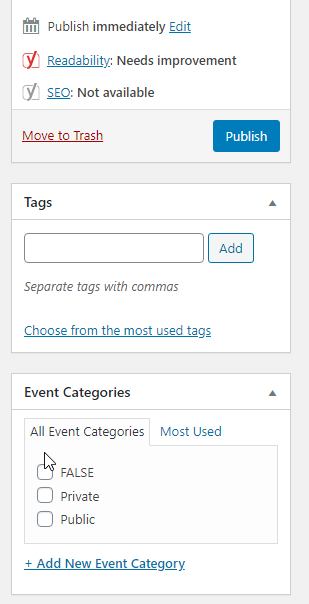 Publish immediately Edit
Readability: Needs improvement
SEO: Not available
Move to Trash Publish
Tags
Add
Separate tags with commas
Choose from the most used tags
Event Categories
All Event Categories Most Used
FALSE
Private
Public
+ Add New Event Category